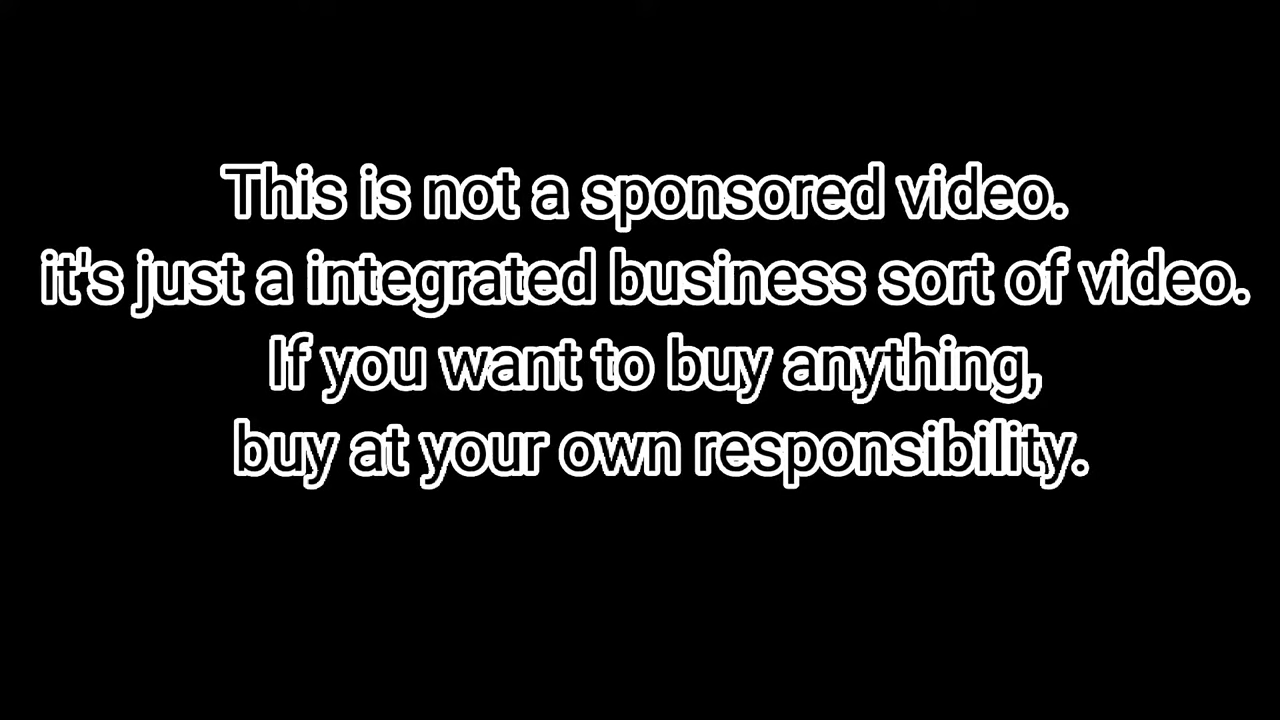 This is not a sponsored video.
it's just a integrated business sort of video.
If you want to buy anything,
buy at your own responsibility.